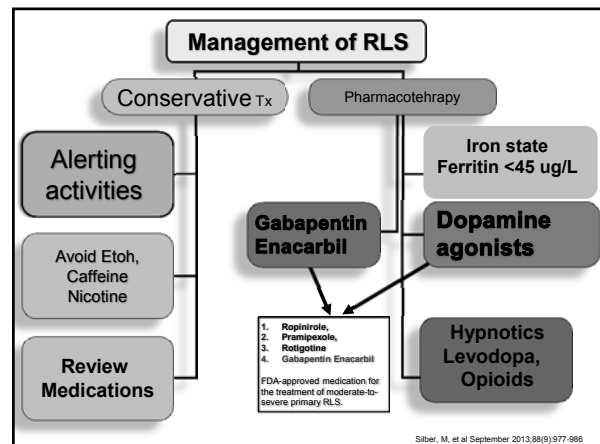 Management of RLS
Conservative Tx
Pharmacotehrapy
Alerting
activities
Avoid Etoh,
Caffeine
Nicotine
Review
Medications
Iron state
Ferritin <45 ug/L
Gabapentin
Enacarbil
Dopamine
agonists
1. Ropinirole,
2. Pramipexole,
3. Rotigotine
4. Gabapentin Enacarbil
FDA-approved medication for
the treatment of moderate-to-
severe primary RLS.
Hypnotics
Levodopa,
Opioids
Silber, M, et al September 2013;88(9):977-986